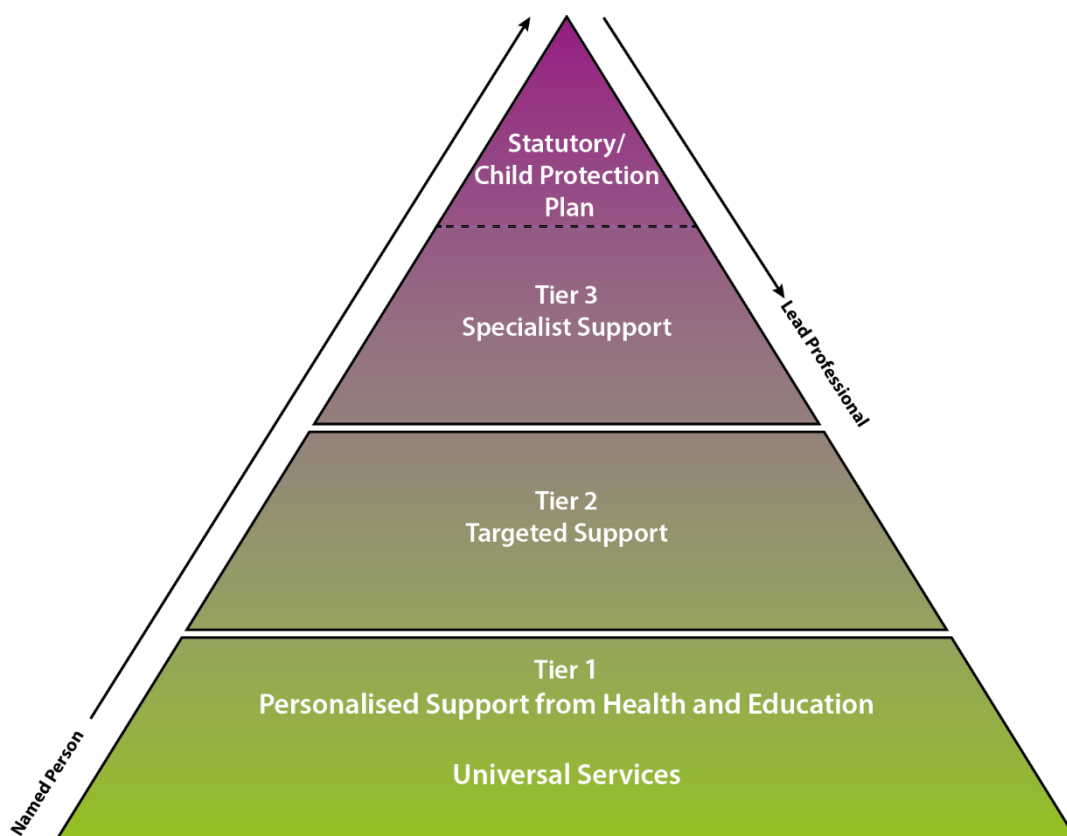 Statutory/
Child Protection
Plan
Tier 3
Specialist Support
Lead Professional
Tier 2
Targeted Support
Tier 1
Personalised Support from Health and Education
Universal Services
Named Person